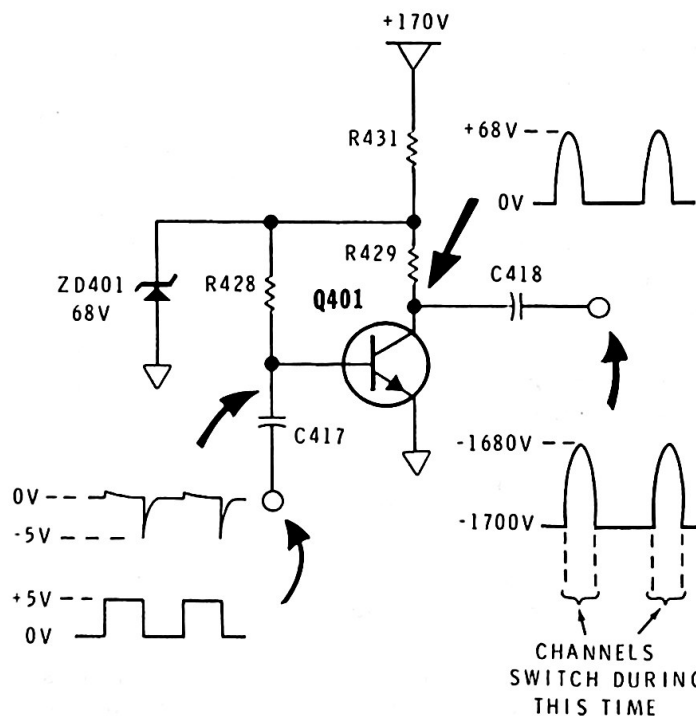 +170V
R431
+68V
0V
ZD401
68V
R428
R429
Q401
C418
C417
0V
-5V
+5V
0V
-1680V
-1700V
CHANNELS
SWITCH DURING
THIS TIME